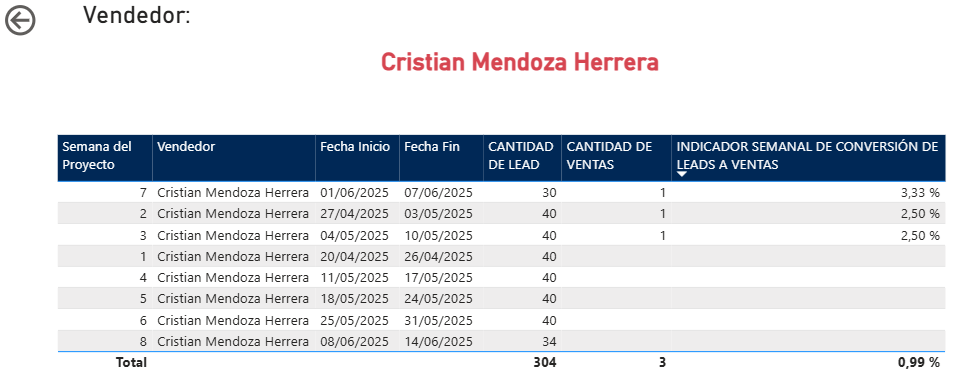 Vendedor:
Cristian Mendoza Herrera
Semana del Proyecto Vendedor Fecha Inicio Fecha Fin CANTIDAD DE LEAD CANTIDAD DE VENTAS INDICADOR SEMANAL DE CONVERSIÓN DE LEADS A VENTAS
7 Cristian Mendoza Herrera 01/06/2025 07/06/2025 30 1 3,33 %
2 Cristian Mendoza Herrera 27/04/2025 03/05/2025 40 1 2,50 %
3 Cristian Mendoza Herrera 04/05/2025 10/05/2025 40 1 2,50 %
1 Cristian Mendoza Herrera 20/04/2025 26/04/2025 40
4 Cristian Mendoza Herrera 11/05/2025 17/05/2025 40
5 Cristian Mendoza Herrera 18/05/2025 24/05/2025 40
6 Cristian Mendoza Herrera 25/05/2025 31/05/2025 40
8 Cristian Mendoza Herrera 08/06/2025 14/06/2025 34
Total 304 3 0,99 %